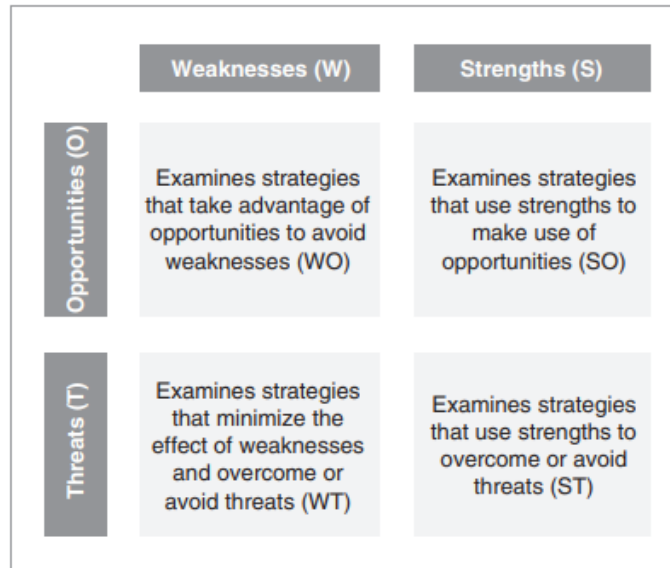 Weaknesses (W)
Strengths (S)
Opportunities (O)
Examines strategies
that take advantage of
opportunities to avoid
weaknesses (WO)
Examines strategies
that use strengths to
make use of
opportunities (SO)
Threats (T)
Examines strategies
that minimize the
effect of weaknesses
and overcome or
avoid threats (WT)
Examines strategies
that use strengths to
overcome or avoid
threats (ST)